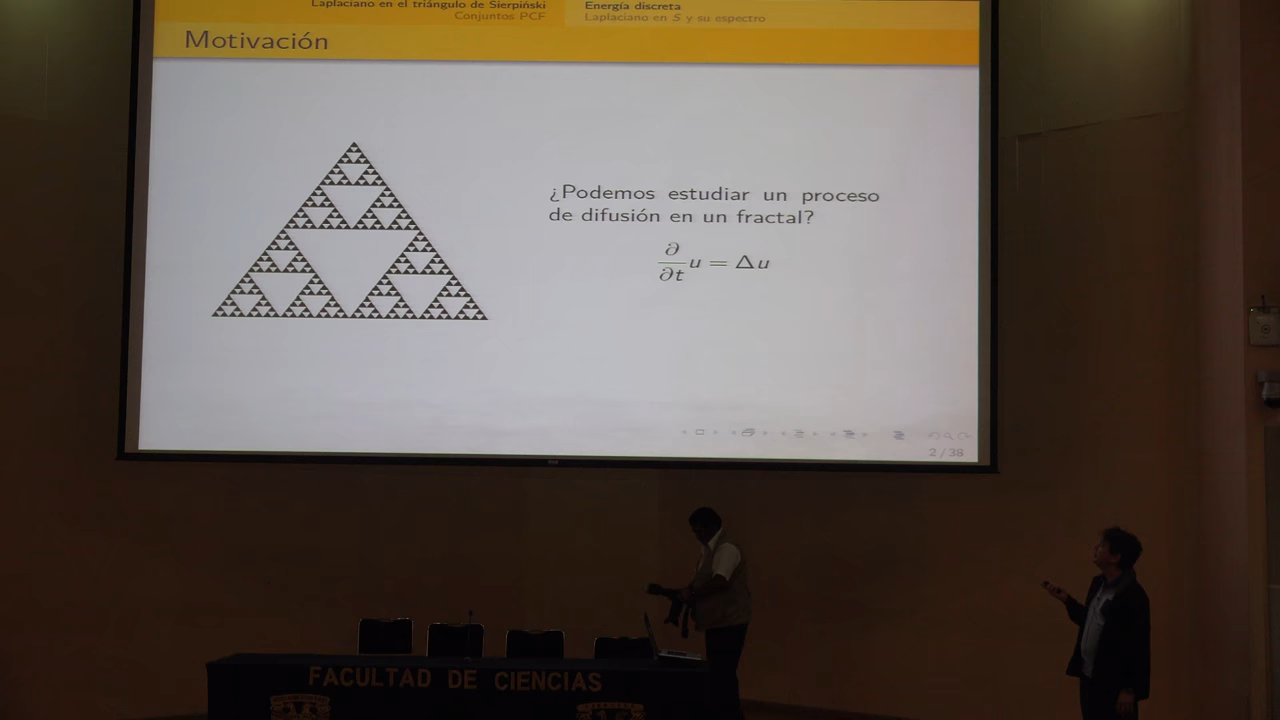 Laplaciano en el triángulo de Sierpiński
Conjuntos PCF
Energía discreta
Laplaciano en S y su espectro
Motivación
¿Podemos estudiar un proceso
de difusión en un fractal?
∂/∂t u = Δu
2 / 38
FACULTAD DE CIENCIAS